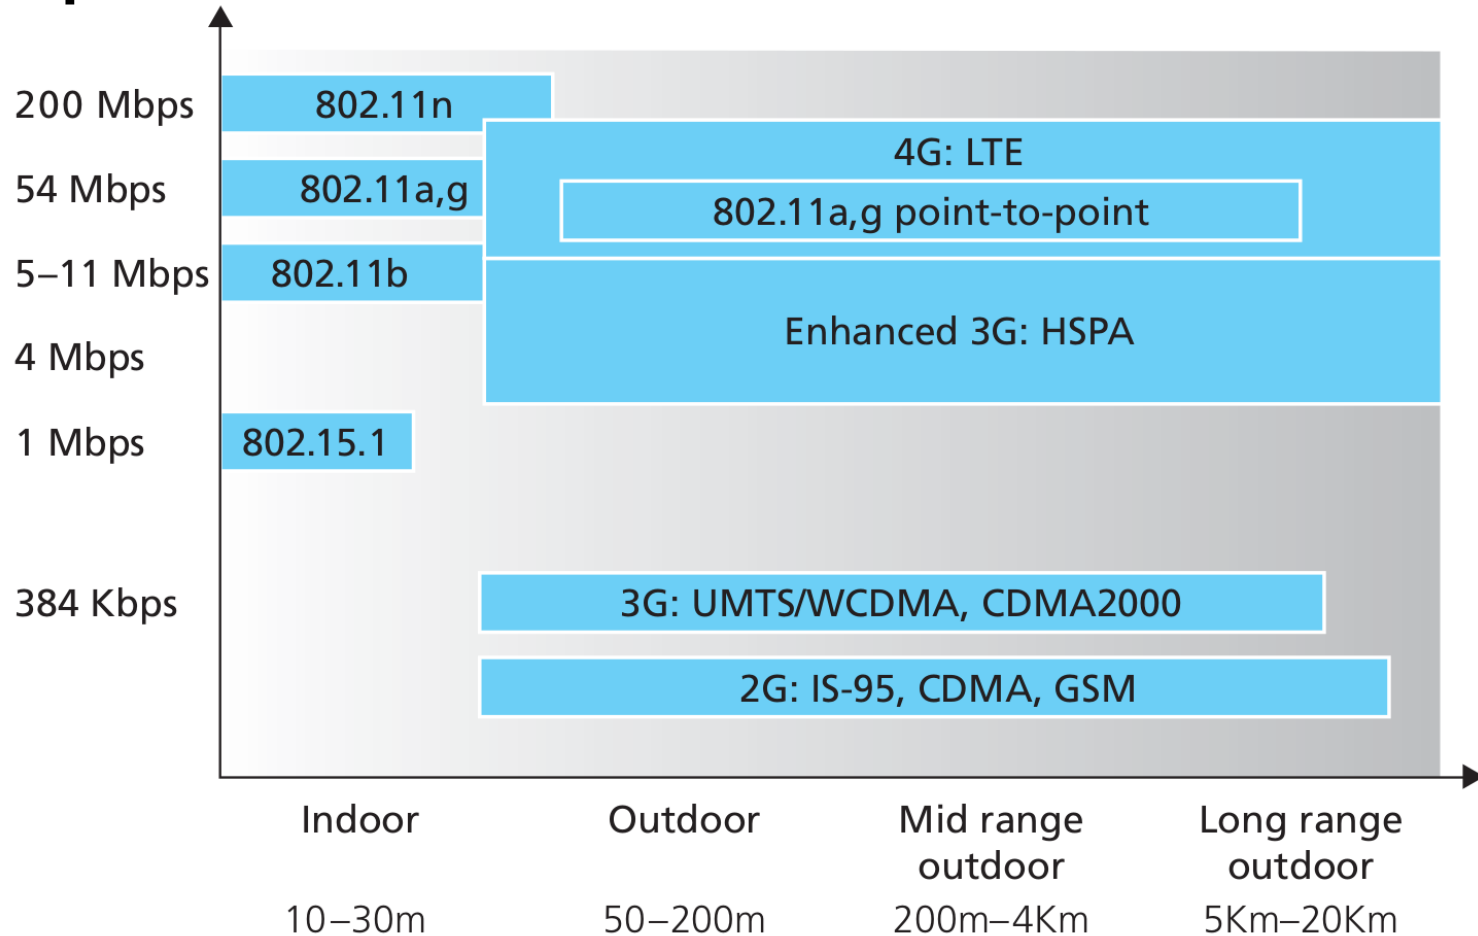 200 Mbps
802.11n
4G: LTE
54 Mbps
802.11a,g
802.11a,g point-to-point
5–11 Mbps
802.11b
Enhanced 3G: HSPA
4 Mbps
1 Mbps
802.15.1
384 Kbps
3G: UMTS/WCDMA, CDMA2000
2G: IS-95, CDMA, GSM
Indoor
Outdoor
Mid range
outdoor
Long range
outdoor
10–30m
50–200m
200m–4Km
5Km–20Km